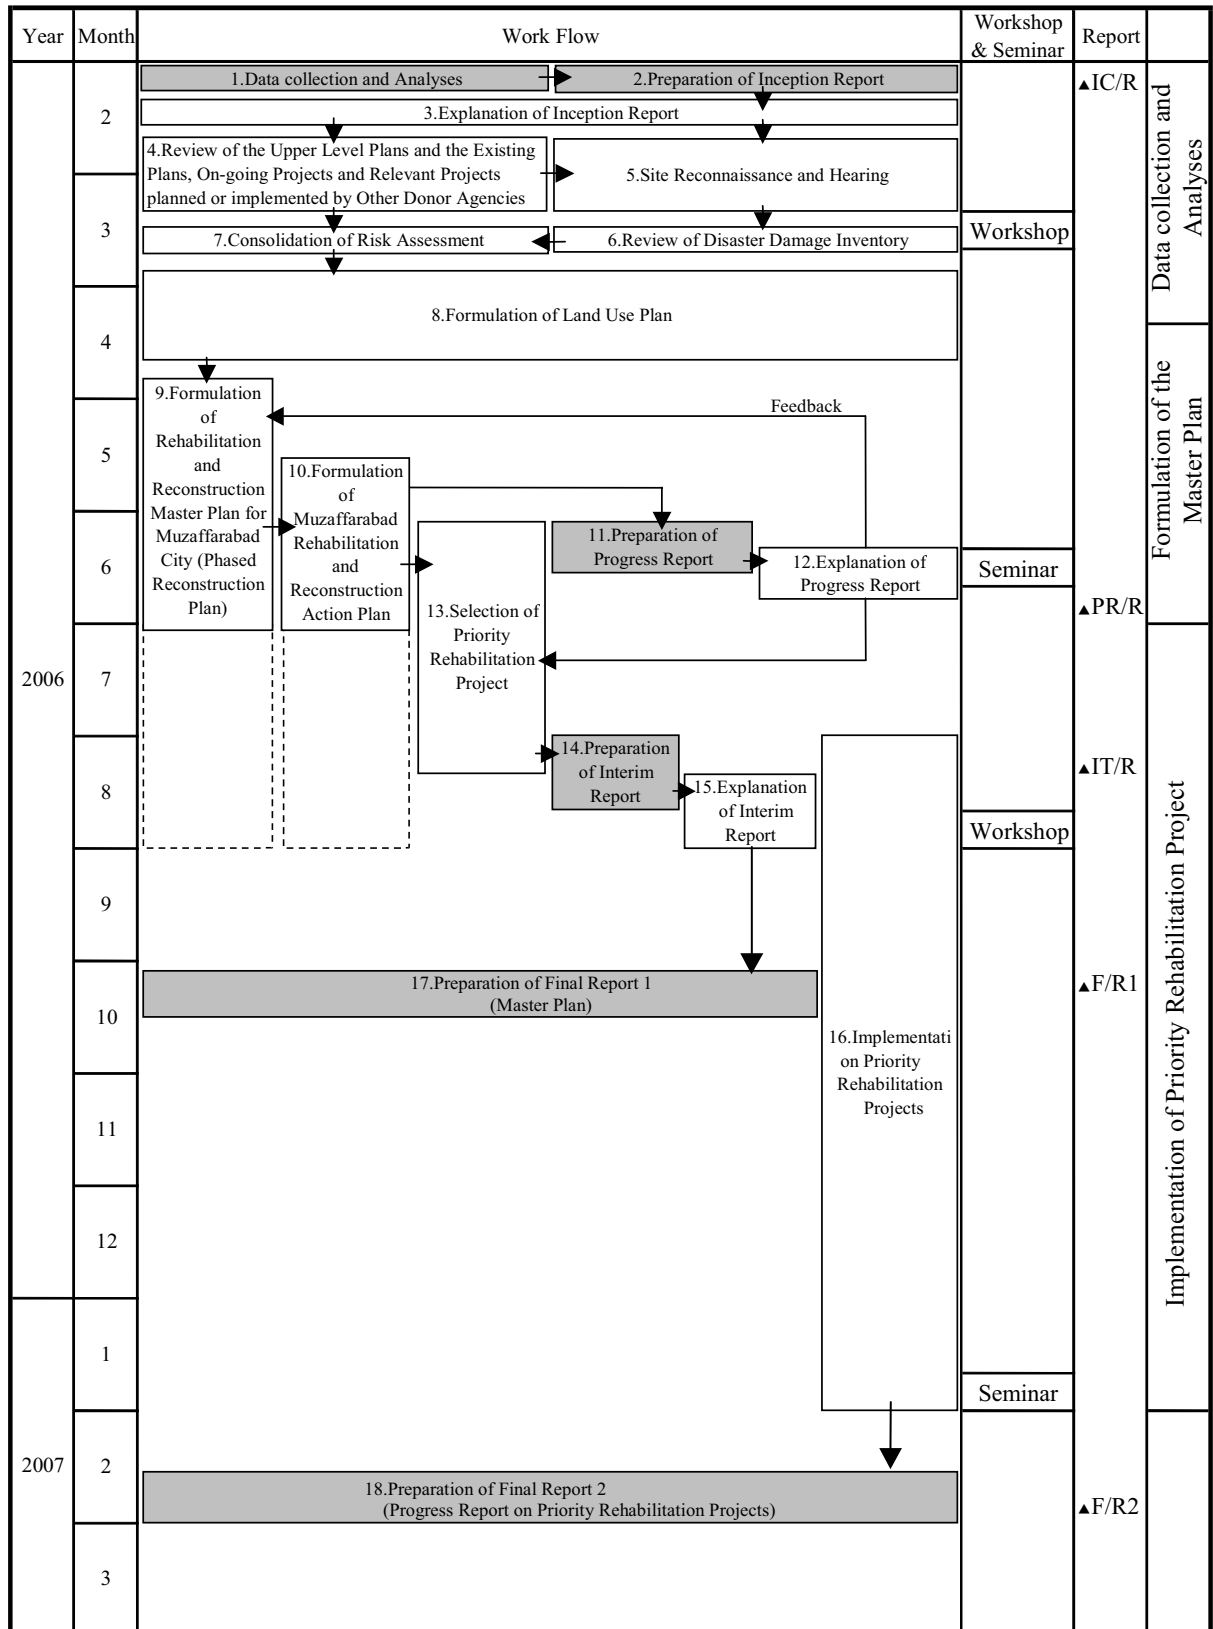 Year
Month
Work Flow
Workshop
& Seminar
Report
1.Data collection and Analyses
2.Preparation of Inception Report
▲IC/R
2
3.Explanation of Inception Report
4.Review of the Upper Level Plans and the Existing
Plans, On-going Projects and Relevant Projects
planned or implemented by Other Donor Agencies
5.Site Reconnaissance and Hearing
Data collection and
Analyses
3
7.Consolidation of Risk Assessment
6.Review of Disaster Damage Inventory
Workshop
8.Formulation of Land Use Plan
4
9.Formulation
of
Rehabilitation
and
Reconstruction
Master Plan for
Muzaffarabad
City (Phased
Reconstruction
Plan)
Feedback
Formulation of the
Master Plan
5
10.Formulation
of
Muzaffarabad
Rehabilitation
and
Reconstruction
Action Plan
11.Preparation of
Progress Report
12.Explanation of
Progress Report
6
Seminar
▲PR/R
13.Selection of
Priority
Rehabilitation
Project
2006
7
14.Preparation
of Interim
Report
▲IT/R
15.Explanation
of Interim
Report
8
Workshop
Implementation of Priority Rehabilitation Project
9
17.Preparation of Final Report 1
(Master Plan)
▲F/R1
10
16.Implementati
on Priority
Rehabilitation
Projects
11
12
1
Seminar
2007
2
18.Preparation of Final Report 2
(Progress Report on Priority Rehabilitation Projects)
▲F/R2
3